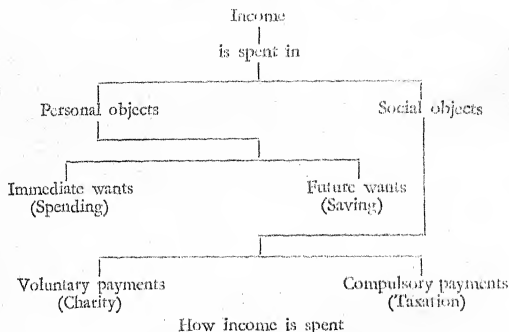 Income
is spent in
Personal objects Social objects
Immediate wants Future wants
(Spending) (Saving)
Voluntary payments Compulsory payments
(Charity) (Taxation)
How income is spent